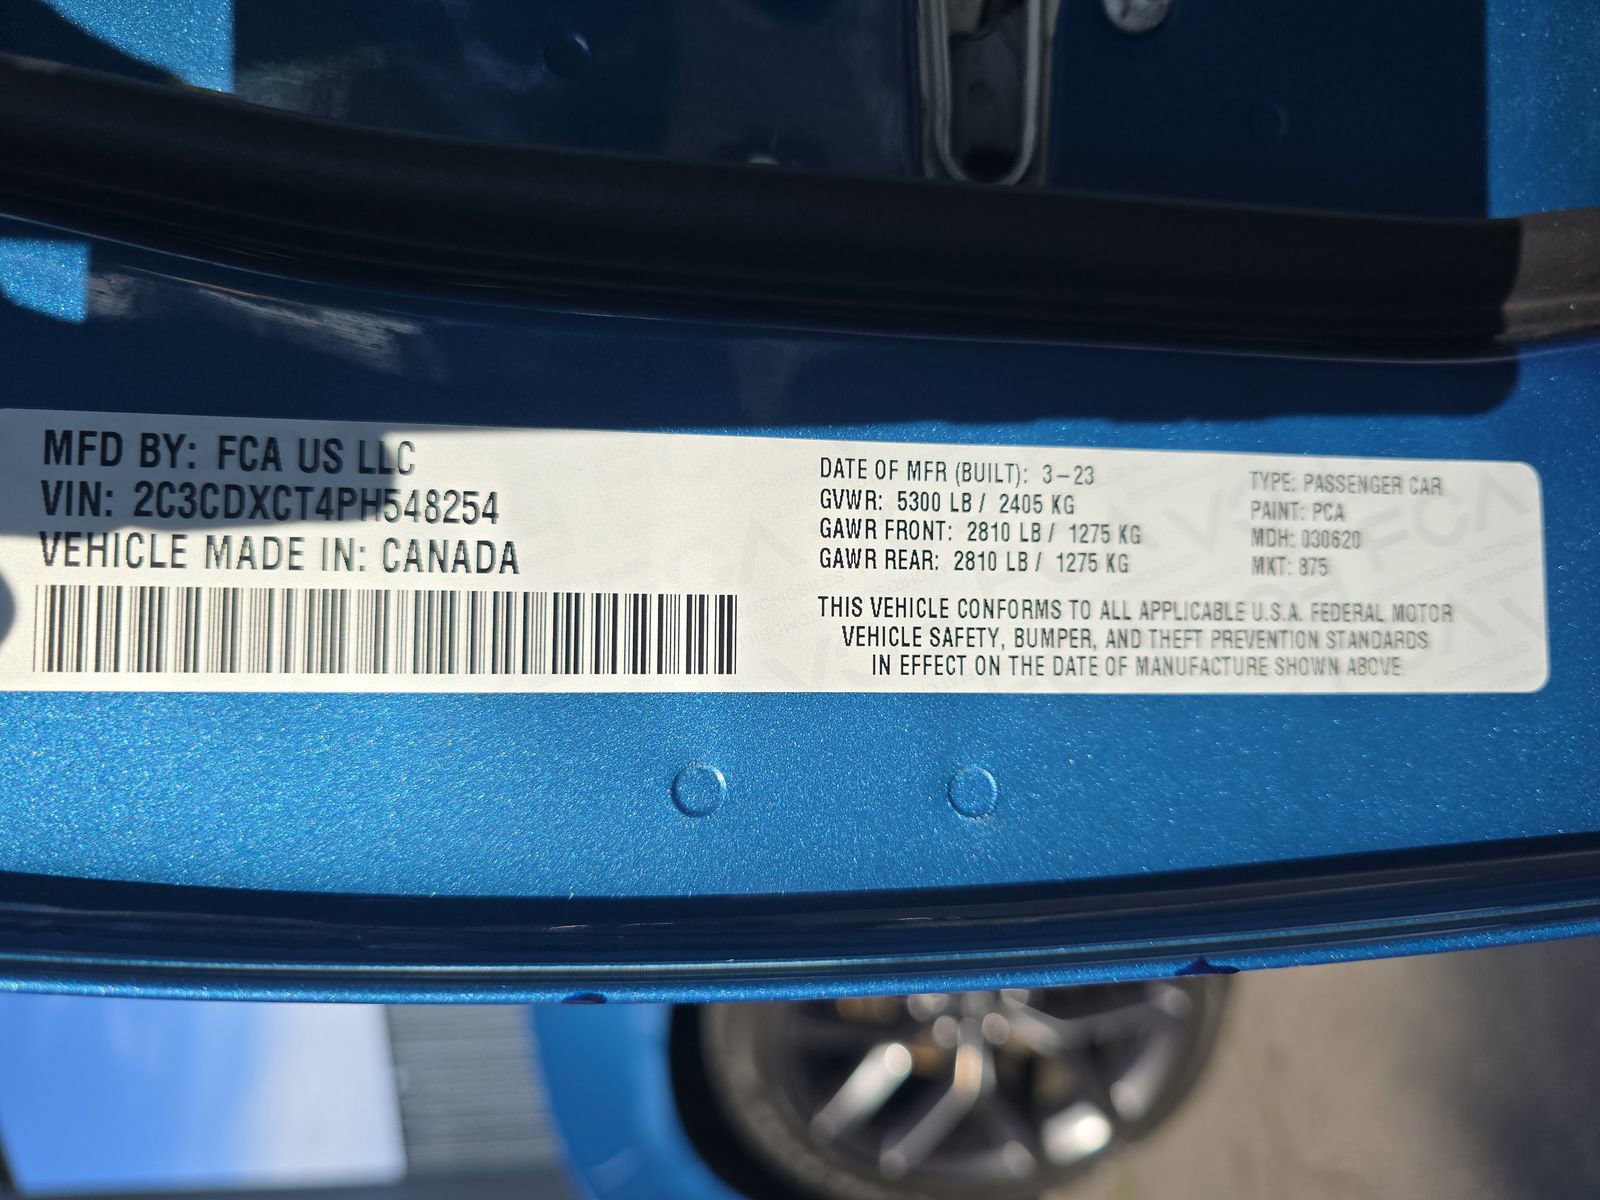 MFD BY: FCA US LLC
VIN: 2C3CDXCT4PH548254
VEHICLE MADE IN: CANADA
DATE OF MFR (BUILT): 3-23
GVWR: 5300 LB / 2405 KG
GAWR FRONT: 2810 LB / 1275 KG
GAWR REAR: 2810 LB / 1275 KG
TYPE: PASSENGER CAR
PAINT: PCA
MDH: 030620
MKT: 875
THIS VEHICLE CONFORMS TO ALL APPLICABLE U.S.A. FEDERAL MOTOR
VEHICLE SAFETY, BUMPER, AND THEFT PREVENTION STANDARDS
IN EFFECT ON THE DATE OF MANUFACTURE SHOWN ABOVE